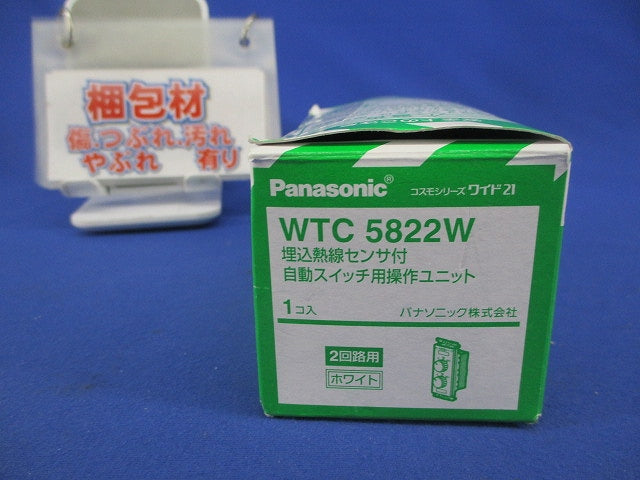 梱包材
傷.つぶれ.汚れ
やぶれ 有り
Panasonic® コスモシリーズ ワイド21
WTC 5822W
埋込熱線センサ付
自動スイッチ用操作ユニット
1コ入 パナソニック株式会社
2回路用
ホワイト